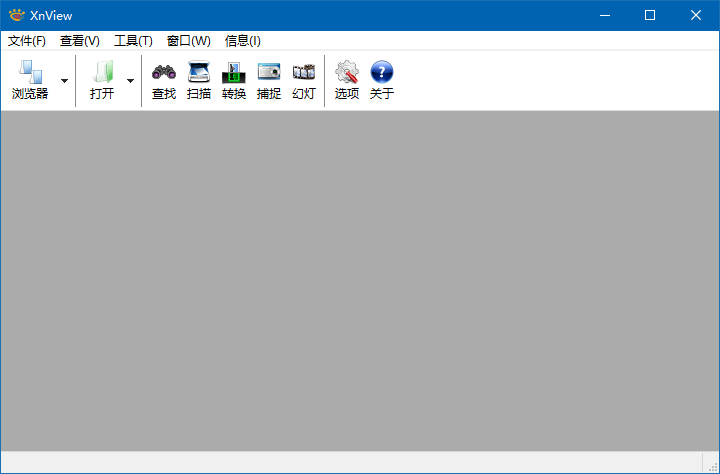 XnView
文件(F) 查看(V) 工具(T) 窗口(W) 信息(I)
浏览器 打开 查找 扫描 转换 捕捉 幻灯 选项 关于